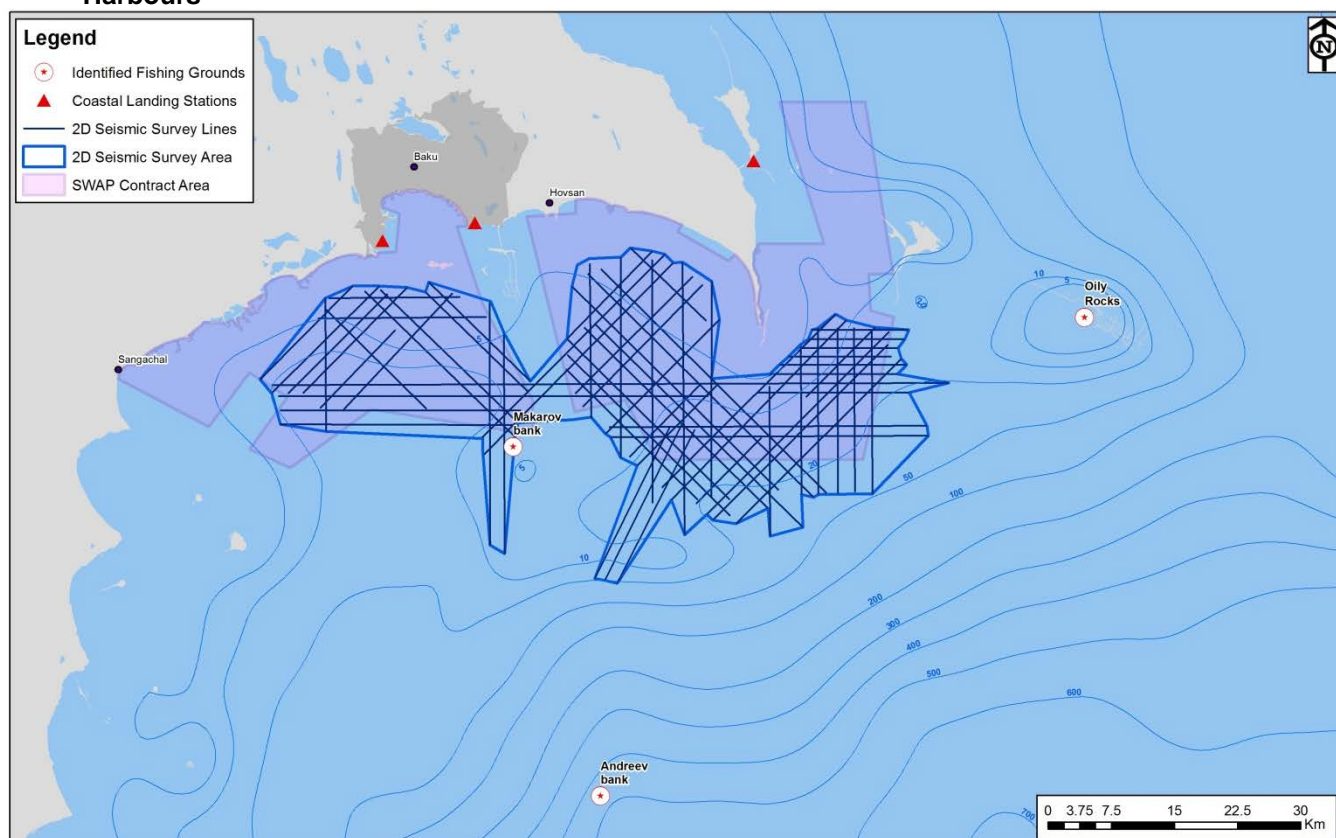 Harbours
Legend
Identified Fishing Grounds
Coastal Landing Stations
2D Seismic Survey Lines
2D Seismic Survey Area
SWAP Contract Area
N
Baku
Hovsan
Sangachal
Oily
Rocks
Makarov
bank
Andreev
bank
10
5
20
5
5
20
50
100
10
200
300
400
500
600
700
0 3.75 7.5 15 22.5 30
Km